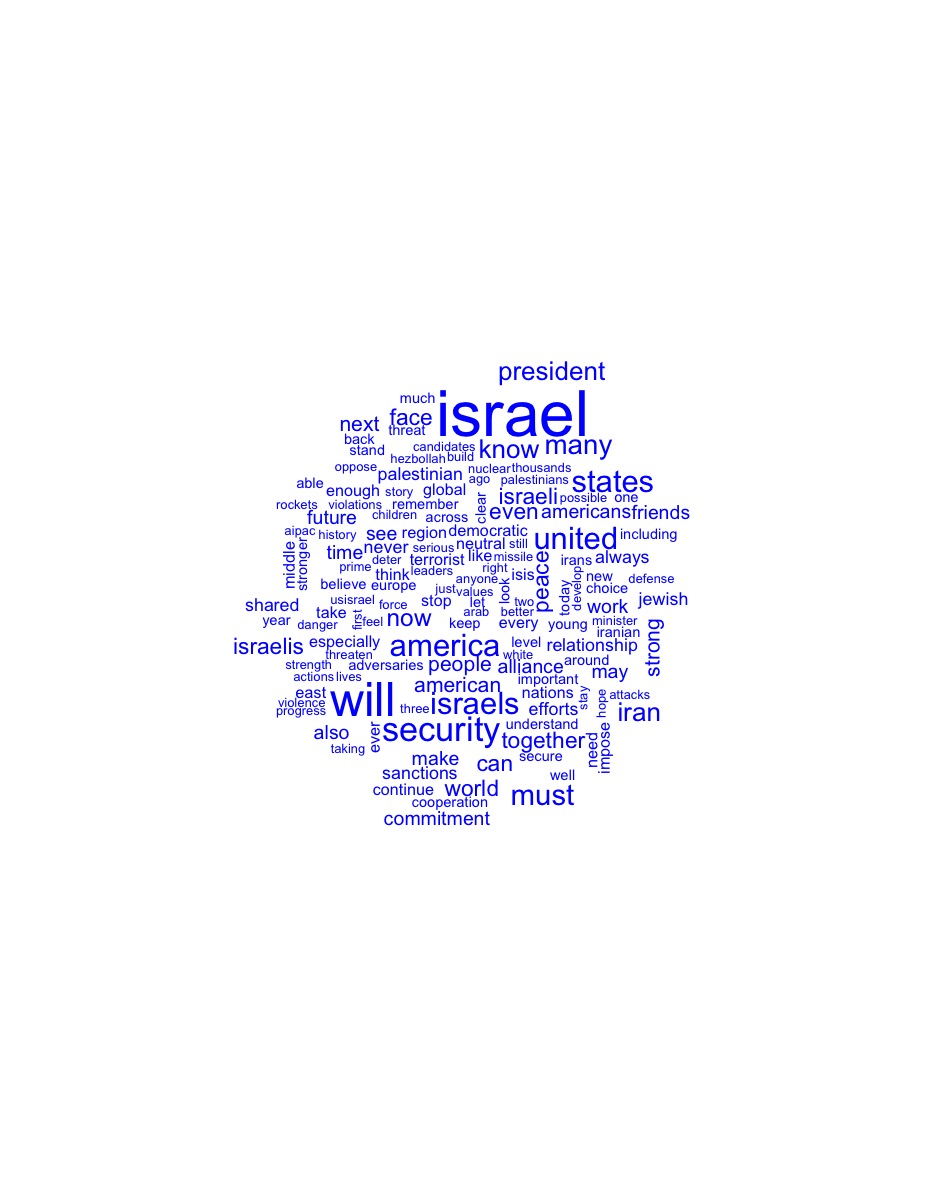 president
much
israel
next face
threat
back
stand
candidates
know many
hezbollah build
oppose
palestinian nuclear thousands
able
ago palestinians states
enough story global
israeli possible one
rockets violations remember
clear
even americans friends
future children across
aipac history see region democratic
united including
middle
stronger
time never serious neutral still
prime deter terrorist like missile
peace
irans always
think leaders
right
isis
anyone
new defense
believe europe
just values
look
today
develop
choice
usisrael force stop let two
shared
take
arab better
work jewish
year danger first feel now keep every young minister
iranian
israelis especially america level relationship
strong
threaten
white
strength adversaries people alliance around
may
actions lives
american important
east
will
nations stay hope attacks
violence
progress
three israels efforts
iran
also
ever
security understand
taking
together
need
impose
make can secure
sanctions
well
continue world must
cooperation
commitment